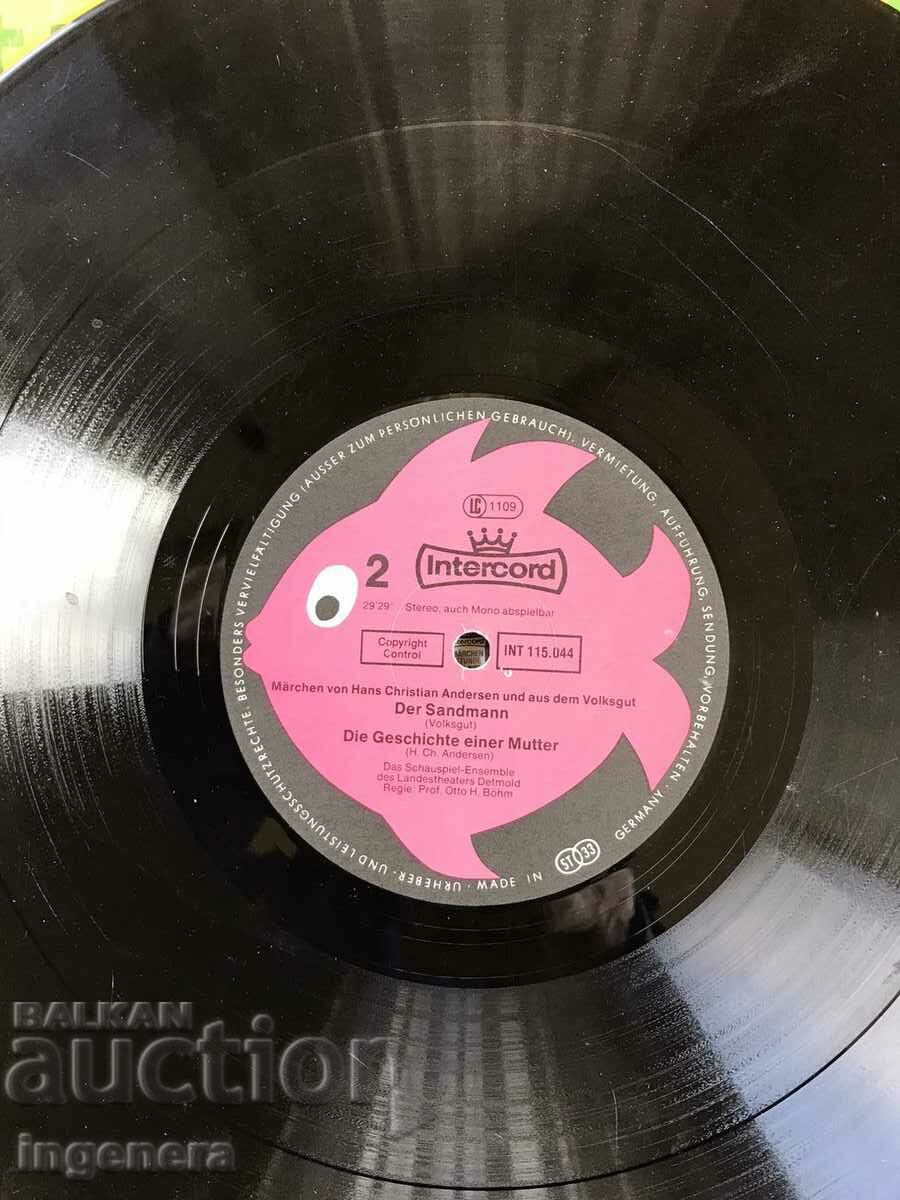 URHEBER- UND LEISTUNGSSCHUTZRECHTE, BESONDERS VERVIELFÄLTIGUNG (AUSSER ZUM PERSÖNLICHEN GEBRAUCH), VERMIETUNG, AUFFÜHRUNG, SENDUNG, VORBEHALTEN.
LC 1109
Intercord
2
29'29" Stereo, auch Mono abspielbar
Copyright Control
INT 115.044
Märchen von Hans Christian Andersen und aus dem Volksgut
Der Sandmann
(Volksgut)
Die Geschichte einer Mutter
(H. Ch. Andersen)
Das Schauspiel-Ensemble
des Landestheaters Detmold
Regie: Prof. Otto H. Böhm
MADE IN GERMANY
ST 33
BALKAN
auction
ingenera